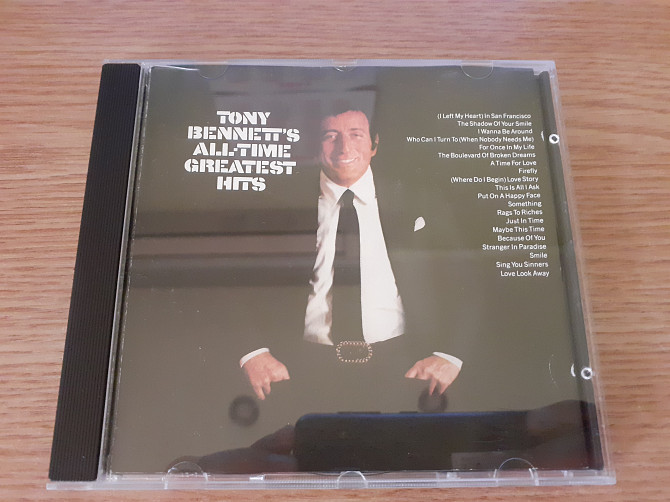 TONY
BENNETT'S
ALL-TIME
GREATEST
HITS
(I Left My Heart) In San Francisco
The Shadow Of Your Smile
I Wanna Be Around
Who Can I Turn To (When Nobody Needs Me)
For Once In My Life
The Boulevard Of Broken Dreams
A Time For Love
Firefly
(Where Do I Begin) Love Story
This Is All I Ask
Put On A Happy Face
Something
Rags To Riches
Just In Time
Maybe This Time
Because Of You
Stranger In Paradise
Smile
Sing You Sinners
Love Look Away